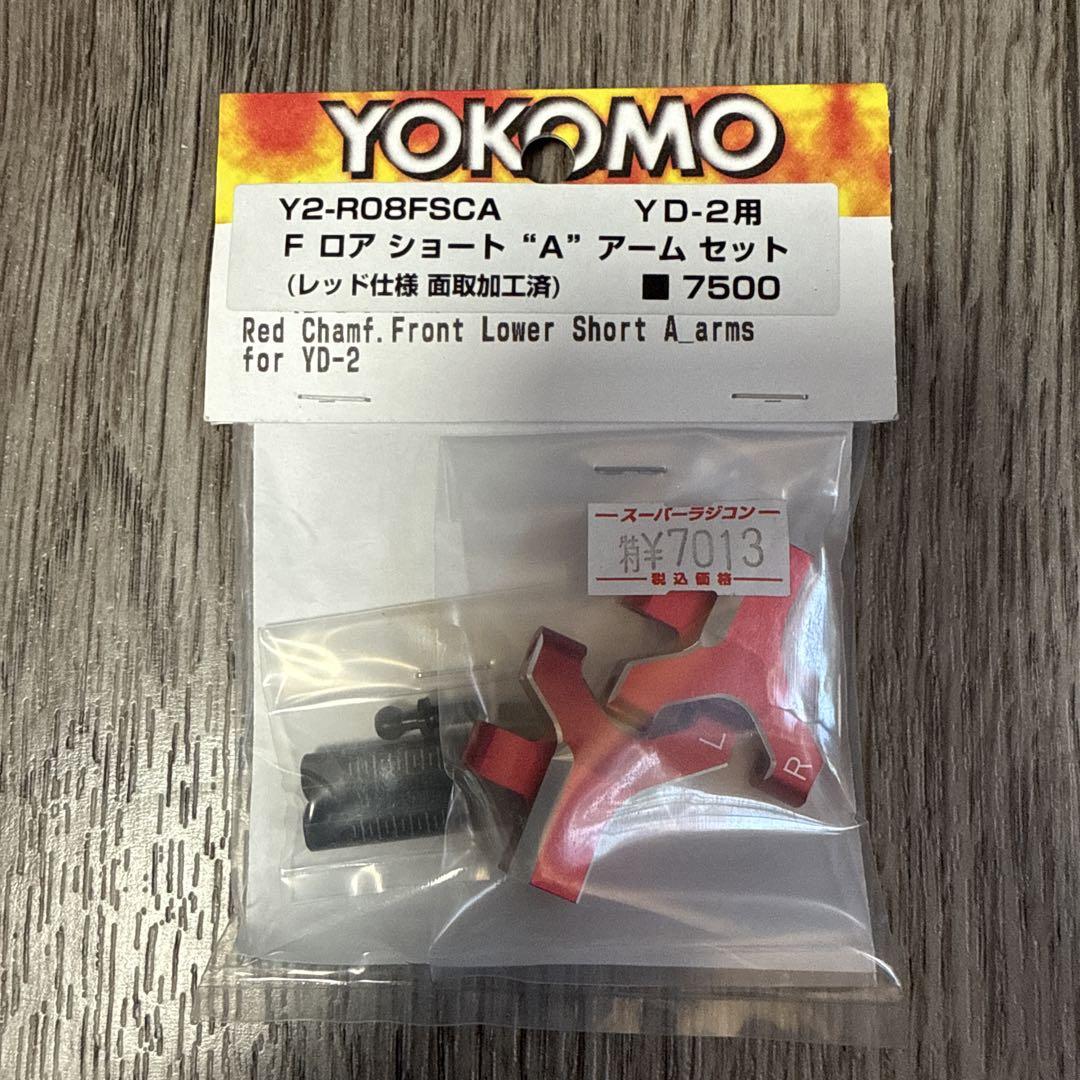 YOKOMO
Y2-R08FSCA YD-2用
F ロア ショート “A” アーム セット
(レッド仕様 面取加工済) ■ 7500
Red Chamf.Front Lower Short A_arms
for YD-2
スーパーラジコン
特¥7013
税込価格
L
R